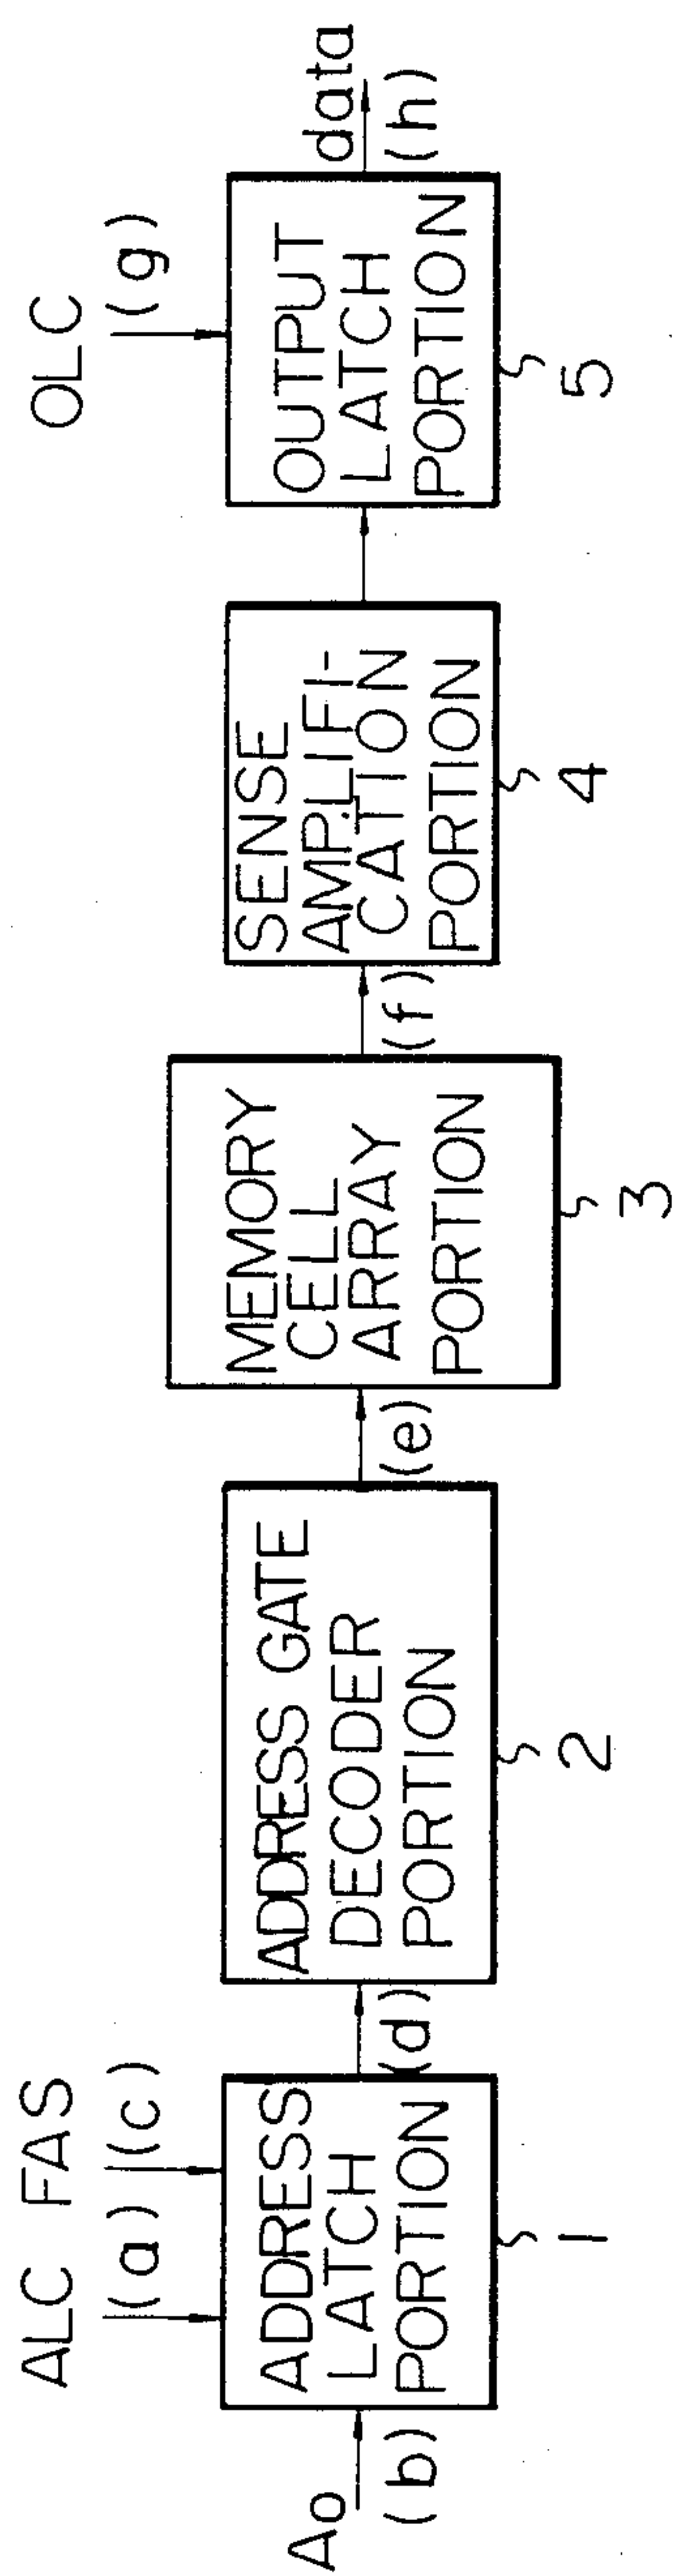 ALC FAS
(a) (c)
A0
(b)
ADDRESS
LATCH
PORTION
1
(d)
ADDRESS GATE
DECODER
PORTION
2
(e)
MEMORY
CELL
ARRAY
PORTION
3
(f)
SENSE
AMPLIFI-
CATION
PORTION
4
OLC
(g)
OUTPUT
LATCH
PORTION
5
data
(h)